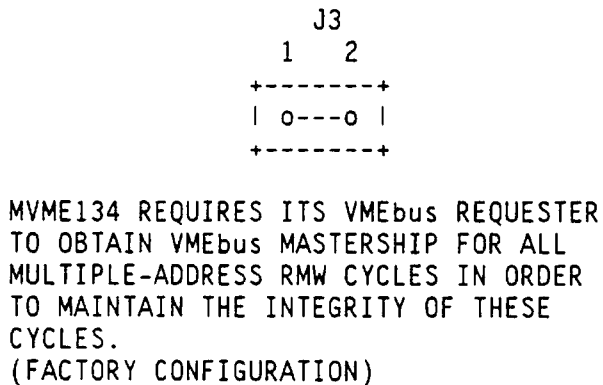 J3
1 2
+-------+
| o---o |
+-------+
MVME134 REQUIRES ITS VMEbus REQUESTER
TO OBTAIN VMEbus MASTERSHIP FOR ALL
MULTIPLE-ADDRESS RMW CYCLES IN ORDER
TO MAINTAIN THE INTEGRITY OF THESE
CYCLES.
(FACTORY CONFIGURATION)